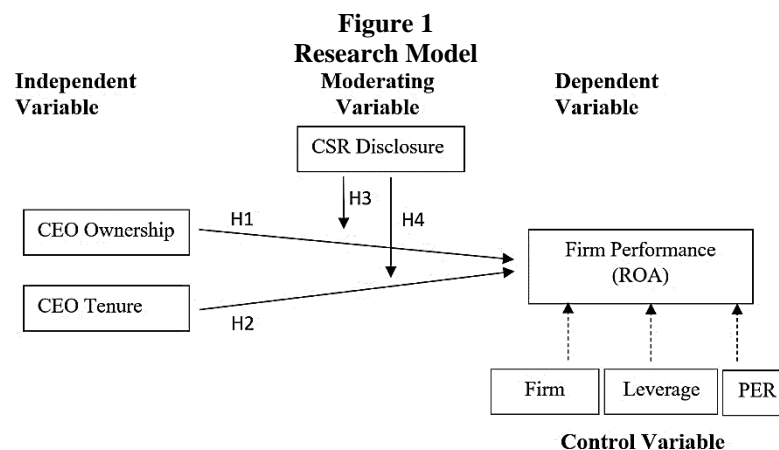 Figure 1
Research Model
Independent Variable
Moderating Variable
Dependent Variable
CSR Disclosure
H3
H4
H1
CEO Ownership
Firm Performance
(ROA)
CEO Tenure
H2
Firm
Leverage
PER
Control Variable